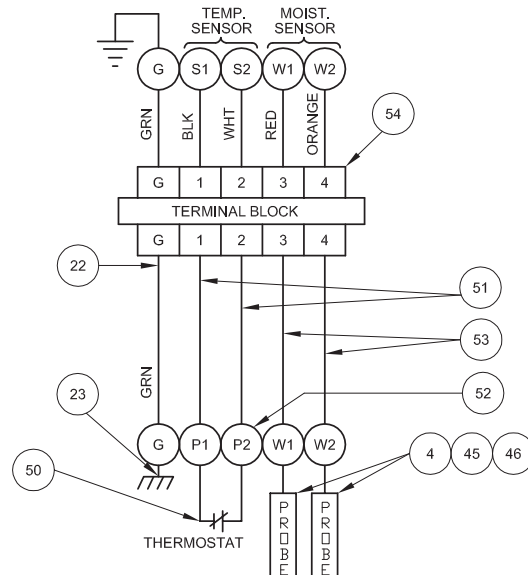 TEMP. SENSOR
MOIST. SENSOR
G S1 S2 W1 W2
GRN BLK WHT RED ORANGE
54
G 1 2 3 4
TERMINAL BLOCK
G 1 2 3 4
22
51
53
GRN
23
52
G P1 P2 W1 W2
50
4 45 46
THERMOSTAT
PROBE PROBE